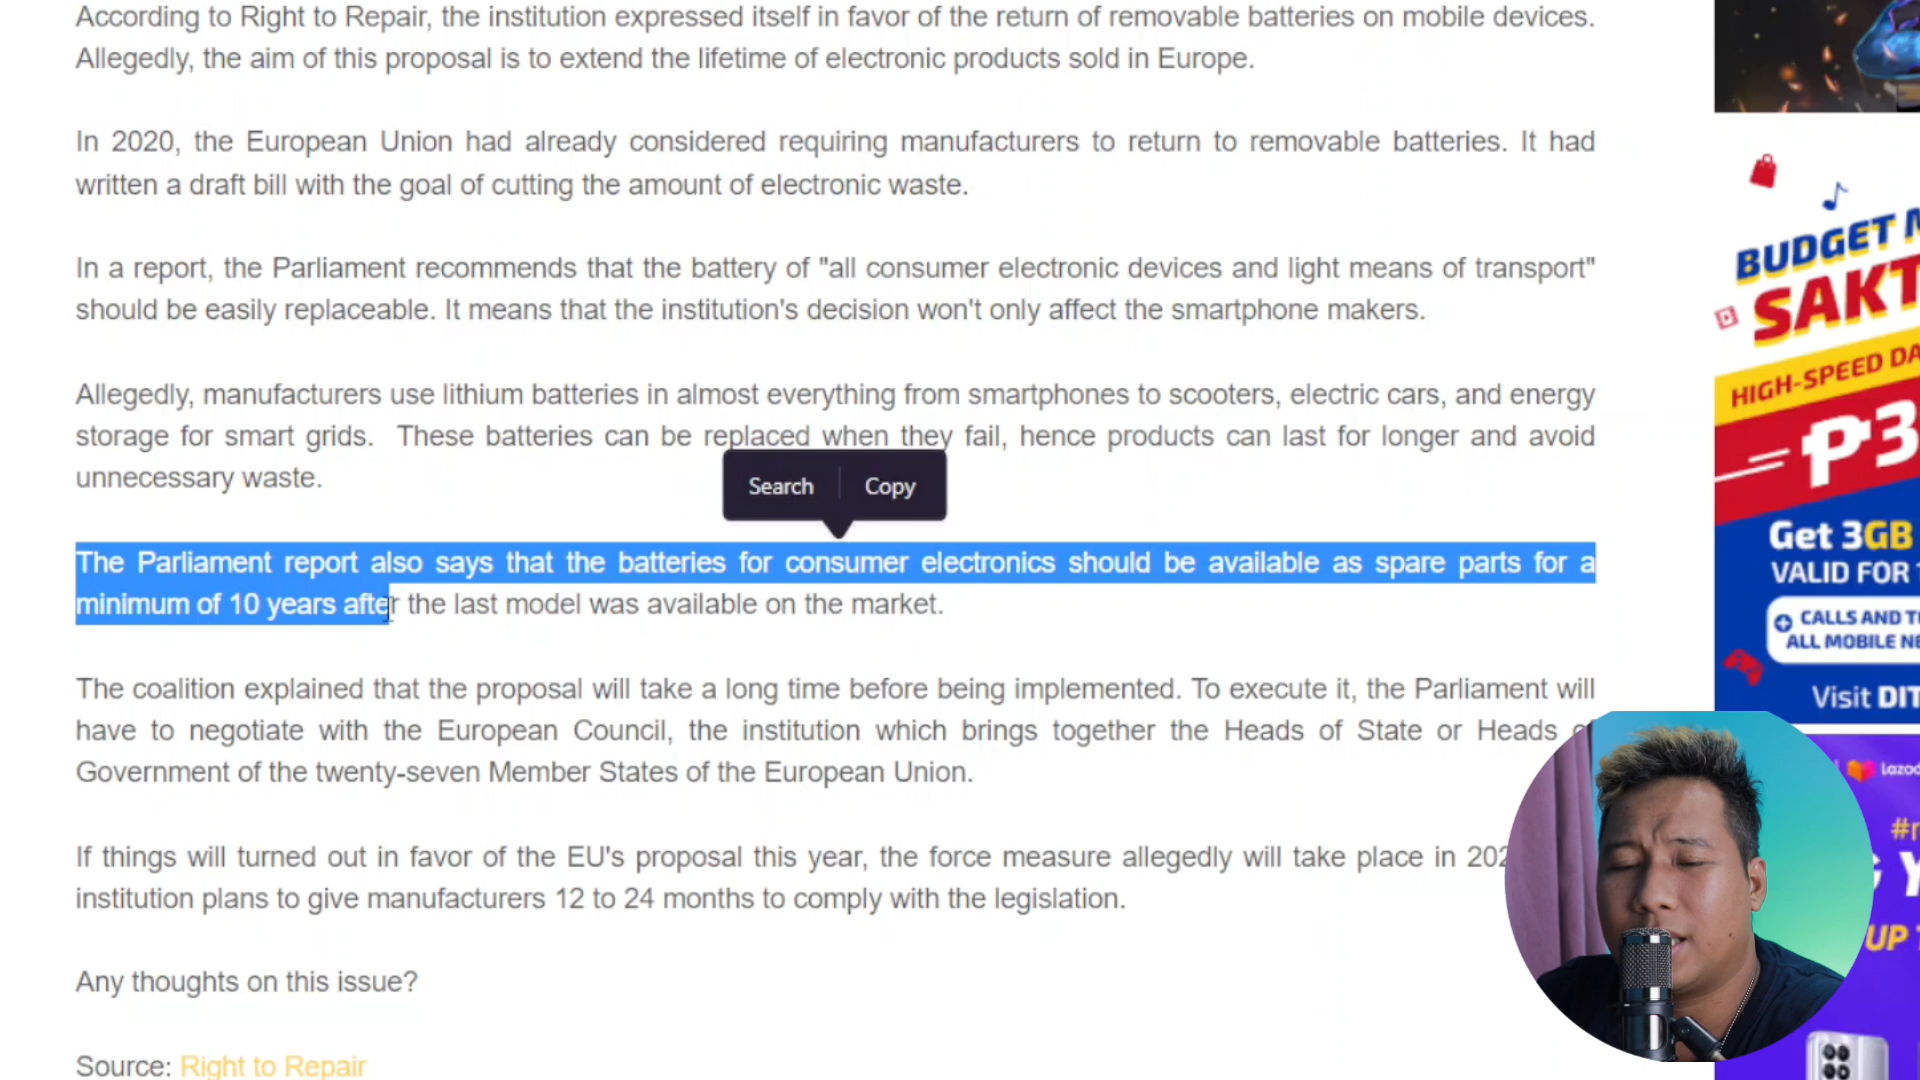 According to Right to Repair, the institution expressed itself in favor of the return of removable batteries on mobile devices.
Allegedly, the aim of this proposal is to extend the lifetime of electronic products sold in Europe.
In 2020, the European Union had already considered requiring manufacturers to return to removable batteries. It had
written a draft bill with the goal of cutting the amount of electronic waste.
In a report, the Parliament recommends that the battery of "all consumer electronic devices and light means of transport"
should be easily replaceable. It means that the institution's decision won't only affect the smartphone makers.
Allegedly, manufacturers use lithium batteries in almost everything from smartphones to scooters, electric cars, and energy
storage for smart grids. These batteries can be replaced when they fail, hence products can last for longer and avoid
unnecessary waste.
Search Copy
The Parliament report also says that the batteries for consumer electronics should be available as spare parts for a
minimum of 10 years after the last model was available on the market.
The coalition explained that the proposal will take a long time before being implemented. To execute it, the Parliament will
have to negotiate with the European Council, the institution which brings together the Heads of State or Heads
Government of the twenty-seven Member States of the European Union.
If things will turned out in favor of the EU's proposal this year, the force measure allegedly will take place in
institution plans to give manufacturers 12 to 24 months to comply with the legislation.
Any thoughts on this issue?
Source: Right to Repair
BUDGET
SAKT
HIGH-SPEED DA
₱3
Get 3GB
VALID FOR
CALLS AND
ALL MOBILE
Visit DIT
UP